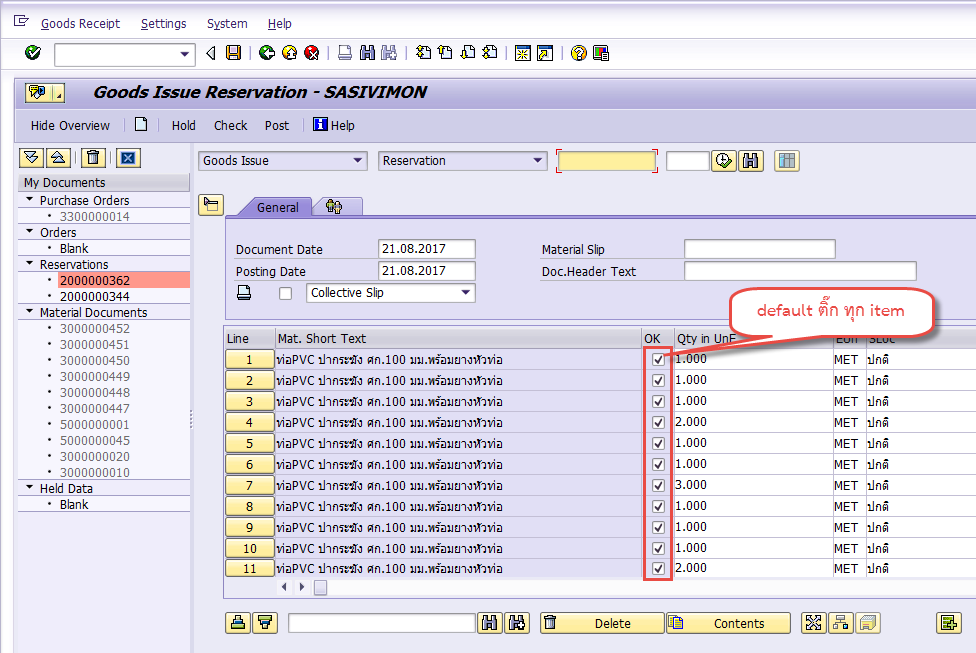 Goods Receipt Settings System Help
Goods Issue Reservation - SASIVIMON
Hide Overview Hold Check Post Help
Goods Issue Reservation
My Documents
Purchase Orders
3300000014
Orders
Blank
Reservations
2000000362
2000000344
Material Documents
3000000452
3000000451
3000000450
3000000449
3000000448
3000000447
5000000001
5000000045
3000000020
3000000010
Held Data
Blank
General
Document Date 21.08.2017 Material Slip
Posting Date 21.08.2017 Doc.Header Text
Collective Slip
default ติ๊ก ทุก item
Line Mat. Short Text OK Qty in UnE EUn SLoc
1 ท่อPVC ปากระฆัง ศก.100 มม.พร้อมยางหัวท่อ 1.000 MET ปกติ
2 ท่อPVC ปากระฆัง ศก.100 มม.พร้อมยางหัวท่อ 1.000 MET ปกติ
3 ท่อPVC ปากระฆัง ศก.100 มม.พร้อมยางหัวท่อ 1.000 MET ปกติ
4 ท่อPVC ปากระฆัง ศก.100 มม.พร้อมยางหัวท่อ 2.000 MET ปกติ
5 ท่อPVC ปากระฆัง ศก.100 มม.พร้อมยางหัวท่อ 1.000 MET ปกติ
6 ท่อPVC ปากระฆัง ศก.100 มม.พร้อมยางหัวท่อ 1.000 MET ปกติ
7 ท่อPVC ปากระฆัง ศก.100 มม.พร้อมยางหัวท่อ 3.000 MET ปกติ
8 ท่อPVC ปากระฆัง ศก.100 มม.พร้อมยางหัวท่อ 1.000 MET ปกติ
9 ท่อPVC ปากระฆัง ศก.100 มม.พร้อมยางหัวท่อ 1.000 MET ปกติ
10 ท่อPVC ปากระฆัง ศก.100 มม.พร้อมยางหัวท่อ 1.000 MET ปกติ
11 ท่อPVC ปากระฆัง ศก.100 มม.พร้อมยางหัวท่อ 2.000 MET ปกติ
Delete Contents